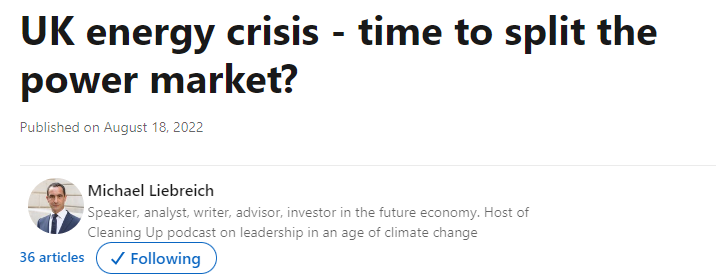 UK energy crisis - time to split the
power market?
Published on August 18, 2022
Michael Liebreich
Speaker, analyst, writer, advisor, investor in the future economy. Host of
Cleaning Up podcast on leadership in an age of climate change
36 articles
✓ Following